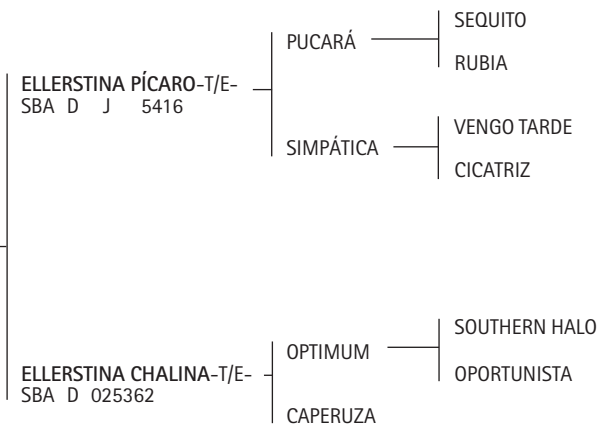 SEQUITO
PUCARÁ
RUBIA
ELLERSTINA PÍCARO-T/E-
SBA D J 5416
VENGO TARDE
SIMPÁTICA
CICATRIZ
SOUTHERN HALO
OPTIMUM
OPORTUNISTA
ELLERSTINA CHALINA-T/E-
SBA D 025362
CAPERUZA